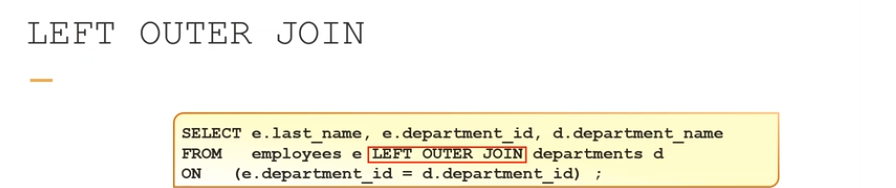 LEFT OUTER JOIN
SELECT e.last_name, e.department_id, d.department_name
FROM   employees e LEFT OUTER JOIN departments d
ON   (e.department_id = d.department_id) ;